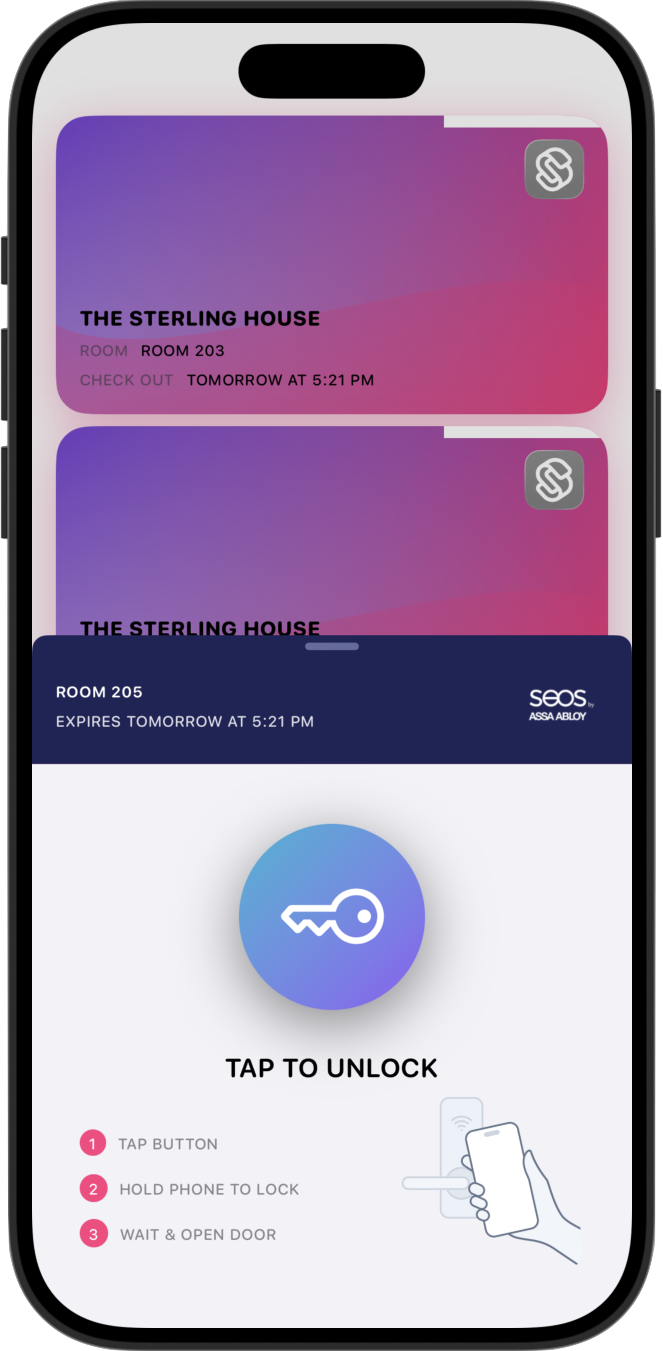 THE STERLING HOUSE
ROOM ROOM 203
CHECK OUT TOMORROW AT 5:21 PM
THE STERLING HOUSE
ROOM 205
EXPIRES TOMORROW AT 5:21 PM
SEOS by
ASSA ABLOY
TAP TO UNLOCK
1 TAP BUTTON
2 HOLD PHONE TO LOCK
3 WAIT & OPEN DOOR